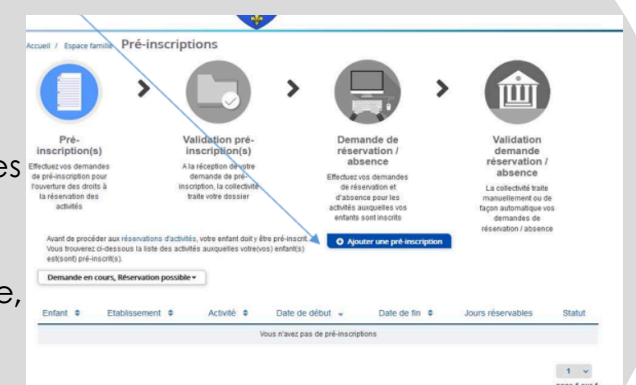 Accueil / Espace famille Pré-inscriptions
Pré-
inscription(s)
Effectuez vos demandes
de pré-inscription pour
l'ouverture des droits à
la réservation des
activités
Validation pré-
inscription(s)
A la réception de votre
demande de pré-
inscription, la collectivité
traite votre dossier
Demande de
réservation /
absence
Effectuez vos demandes
de réservation et
d'absence pour les
activités auxquelles vos
enfants sont inscrits
Validation
demande
réservation /
absence
La collectivité traite
manuellement ou de
façon automatique vos
demandes de
réservation / absence
es
Avant de procéder aux réservations d'activités, votre enfant doit y être pré-inscrit.
Vous trouverez ci-dessous la liste des activités auxquelles votre(vos) enfant(s)
est(sont) pré-inscrit(s).
Ajouter une pré-inscription
Demande en cours, Réservation possible
e,
Enfant Etablissement Activité Date de début Date de fin Jours réservables Statut
Vous n'avez pas de pré-inscriptions
1